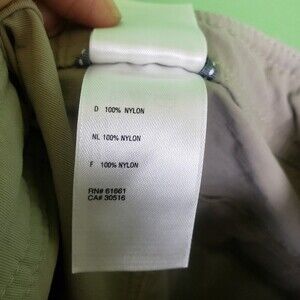 D 100% NYLON
NL 100% NYLON
F 100% NYLON
RN# 61661
CA# 30516